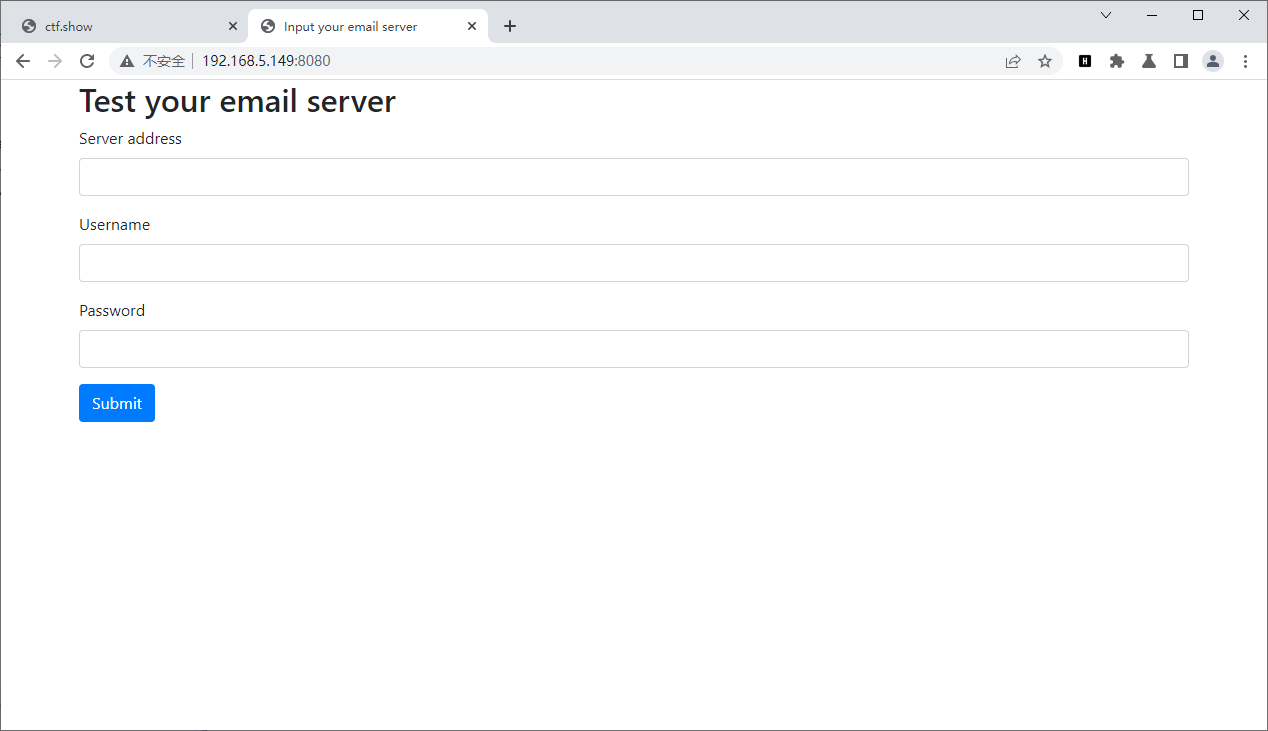 ctf.show
Input your email server
不安全
192.168.5.149:8080
Test your email server
Server address
Username
Password
Submit